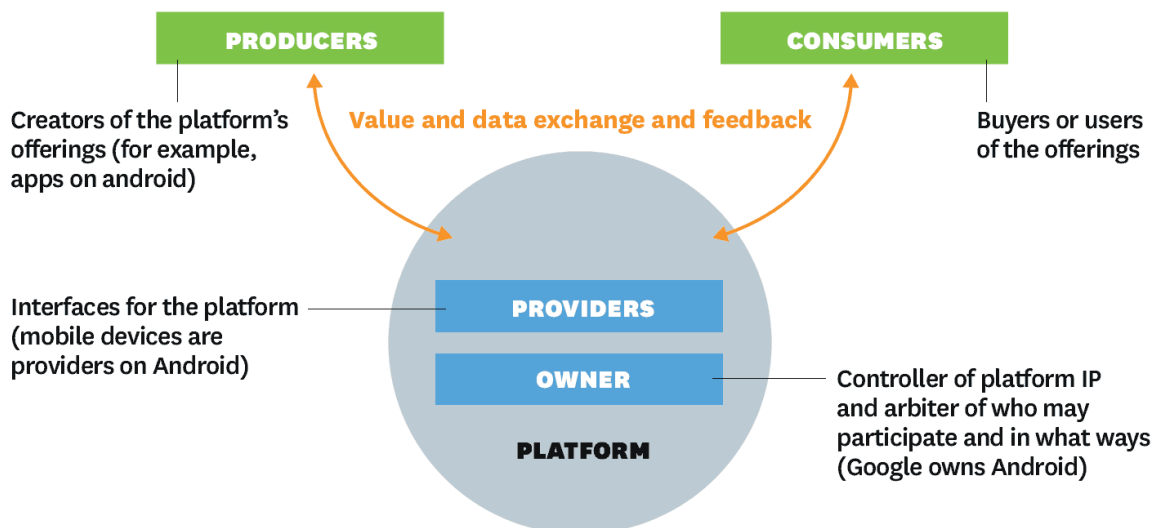 PRODUCERS
CONSUMERS
Creators of the platform’s
offerings (for example,
apps on android)
Value and data exchange and feedback
Buyers or users
of the offerings
Interfaces for the platform
(mobile devices are
providers on Android)
PROVIDERS
OWNER
PLATFORM
Controller of platform IP
and arbiter of who may
participate and in what ways
(Google owns Android)